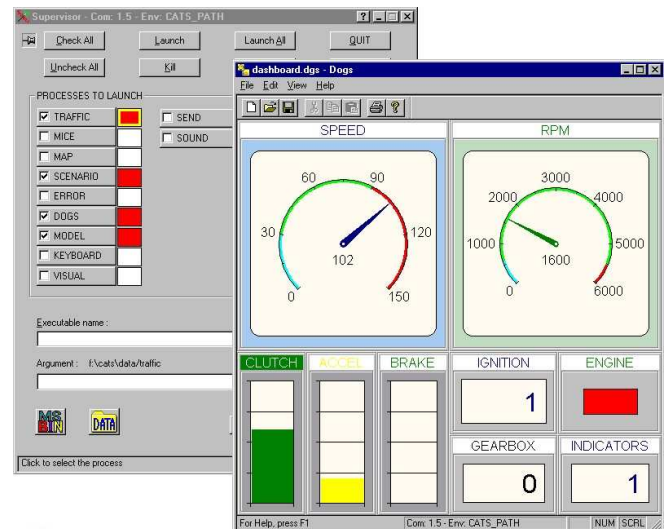 Supervisor - Com: 1.5 - Env: CATS_PATH
Check All
Launch
Launch All
QUIT
Uncheck All
Kill
PROCESSES TO LAUNCH
TRAFFIC
SEND
MICE
SOUND
MAP
SCENARIO
ERROR
DOGS
MODEL
KEYBOARD
VISUAL
Executable name :
Argument : f:\cats\data/traffic
MS
BIN
DATA
Click to select the process
dashboard.dgs - Dogs
File Edit View Help
SPEED
RPM
0
30
60
90
120
150
102
0
1000
2000
3000
4000
5000
6000
1600
CLUTCH
ACCEL
BRAKE
IGNITION
ENGINE
1
GEARBOX
INDICATORS
0
1
For Help, press F1
Com: 1.5 - Env: CATS_PATH
NUM
SCRL